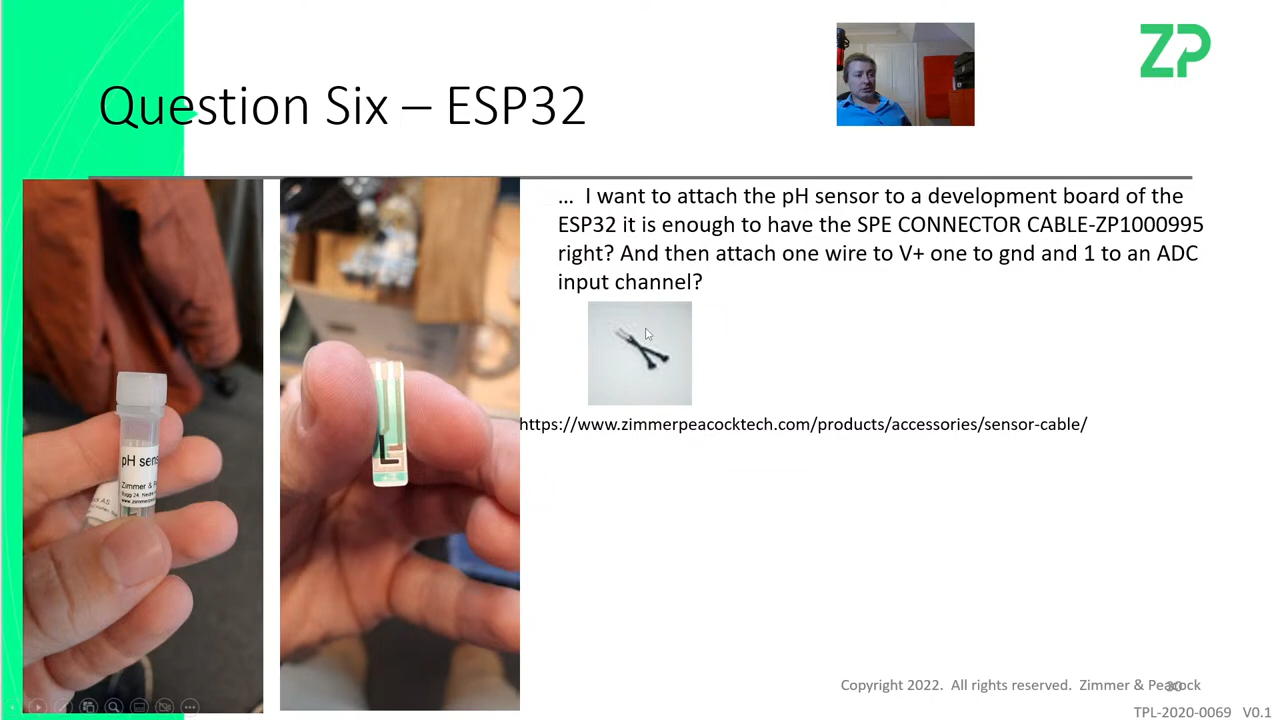 ZP
Question Six – ESP32
... I want to attach the pH sensor to a development board of the
ESP32 it is enough to have the SPE CONNECTOR CABLE-ZP1000995
right? And then attach one wire to V+ one to gnd and 1 to an ADC
input channel?
https://www.zimmerpeacocktech.com/products/accessories/sensor-cable/
pH sens
Zimmer & P
Copyright 2022. All rights reserved. Zimmer & Peacock
30
TPL-2020-0069 V0.1